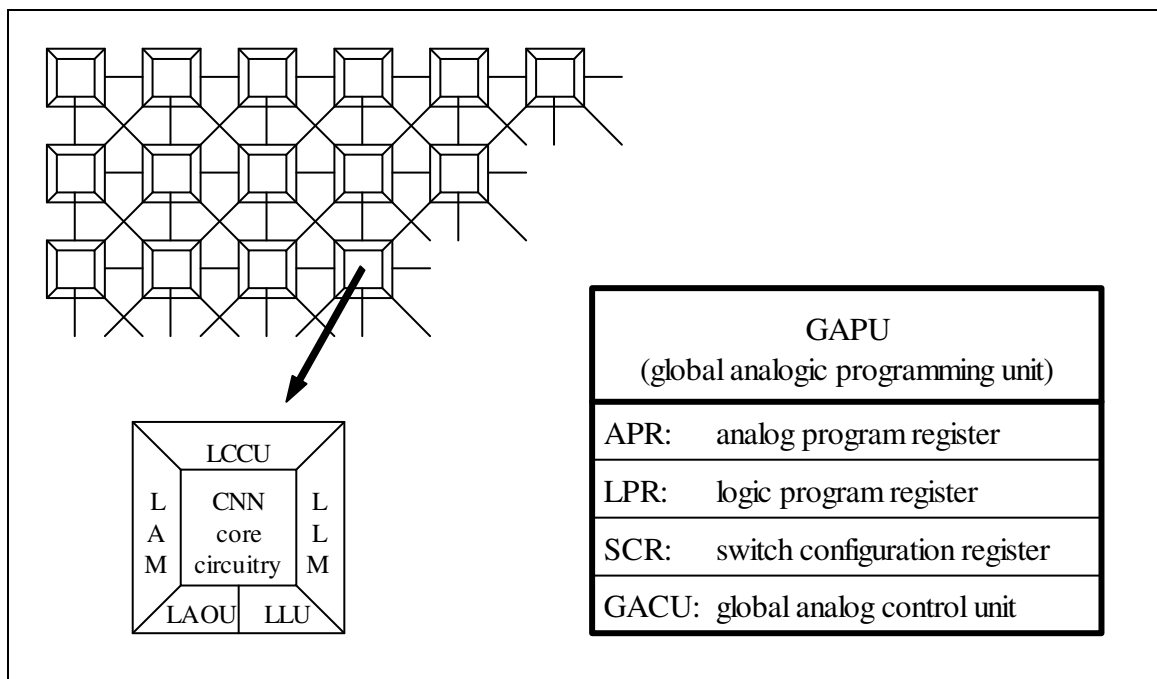 LCCU
L
A
M
CNN
core
circuitry
L
L
M
LAOU LLU
GAPU
(global analogic programming unit)
APR: analog program register
LPR: logic program register
SCR: switch configuration register
GACU: global analog control unit